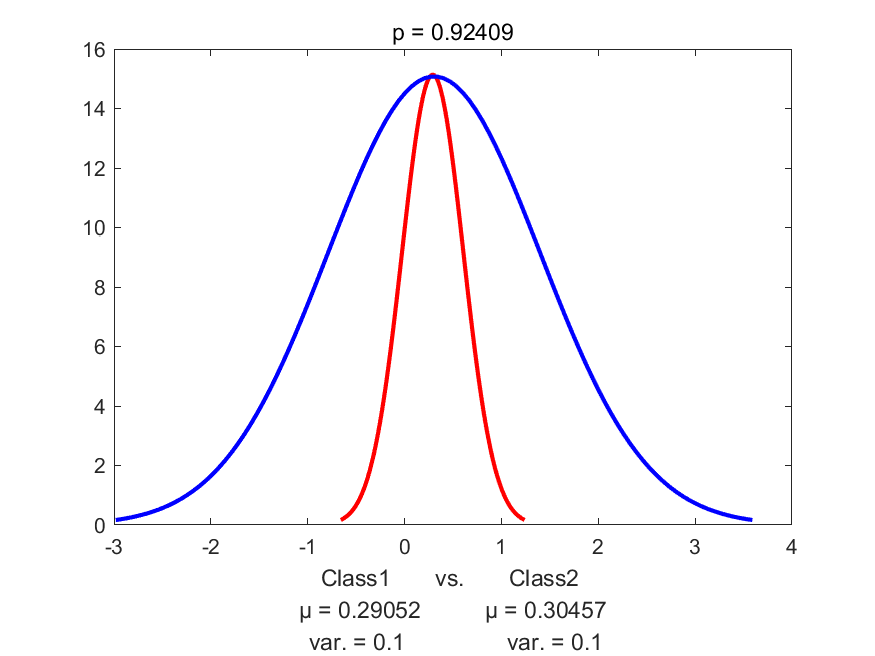 p = 0.92409
16
14
12
10
8
6
4
2
0
-3 -2 -1 0 1 2 3 4
Class1 vs. Class2
μ = 0.29052 μ = 0.30457
var. = 0.1 var. = 0.1